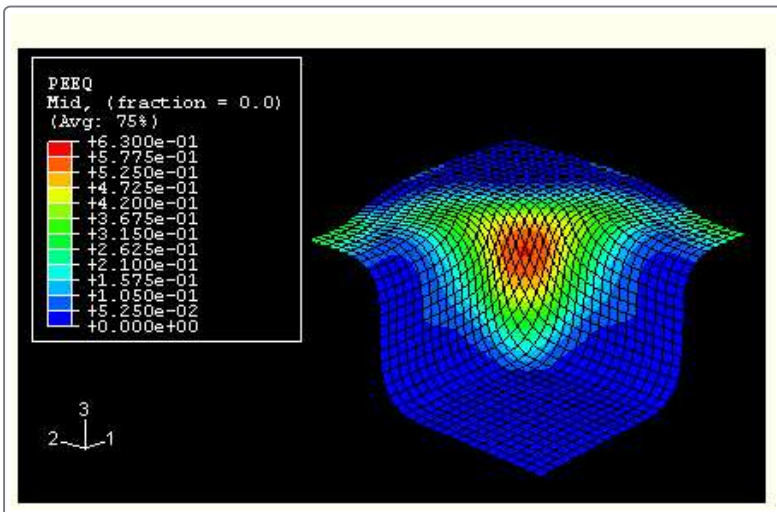 PEEQ
Mid, (fraction = 0.0)
(Avg: 75%)
+6.300e-01
+5.775e-01
+5.250e-01
+4.725e-01
+4.200e-01
+3.675e-01
+3.150e-01
+2.625e-01
+2.100e-01
+1.575e-01
+1.050e-01
+5.250e-02
+0.000e+00
3
2 1